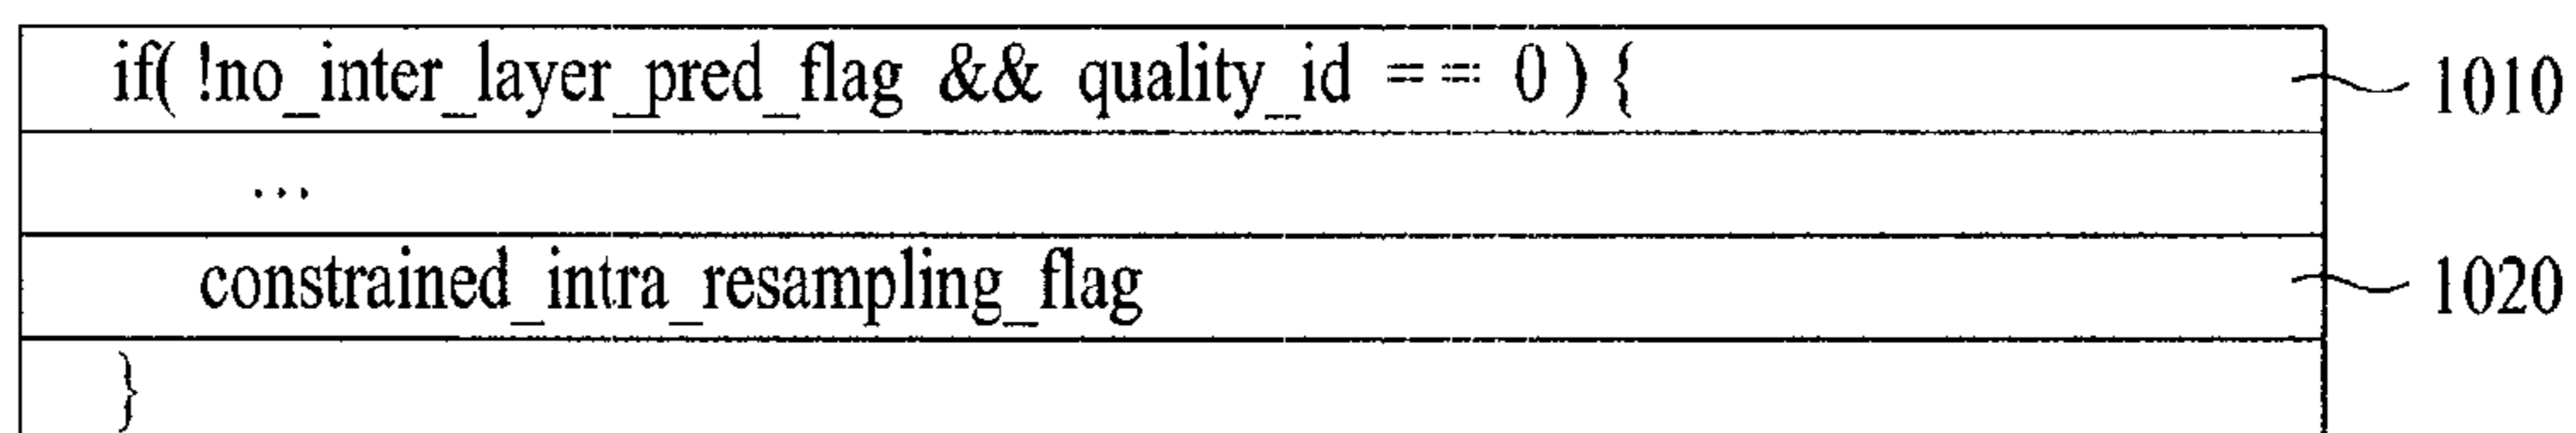 if( !no_inter_layer_pred_flag && quality_id == 0 ) { 1010
...
constrained_intra_resampling_flag 1020
}